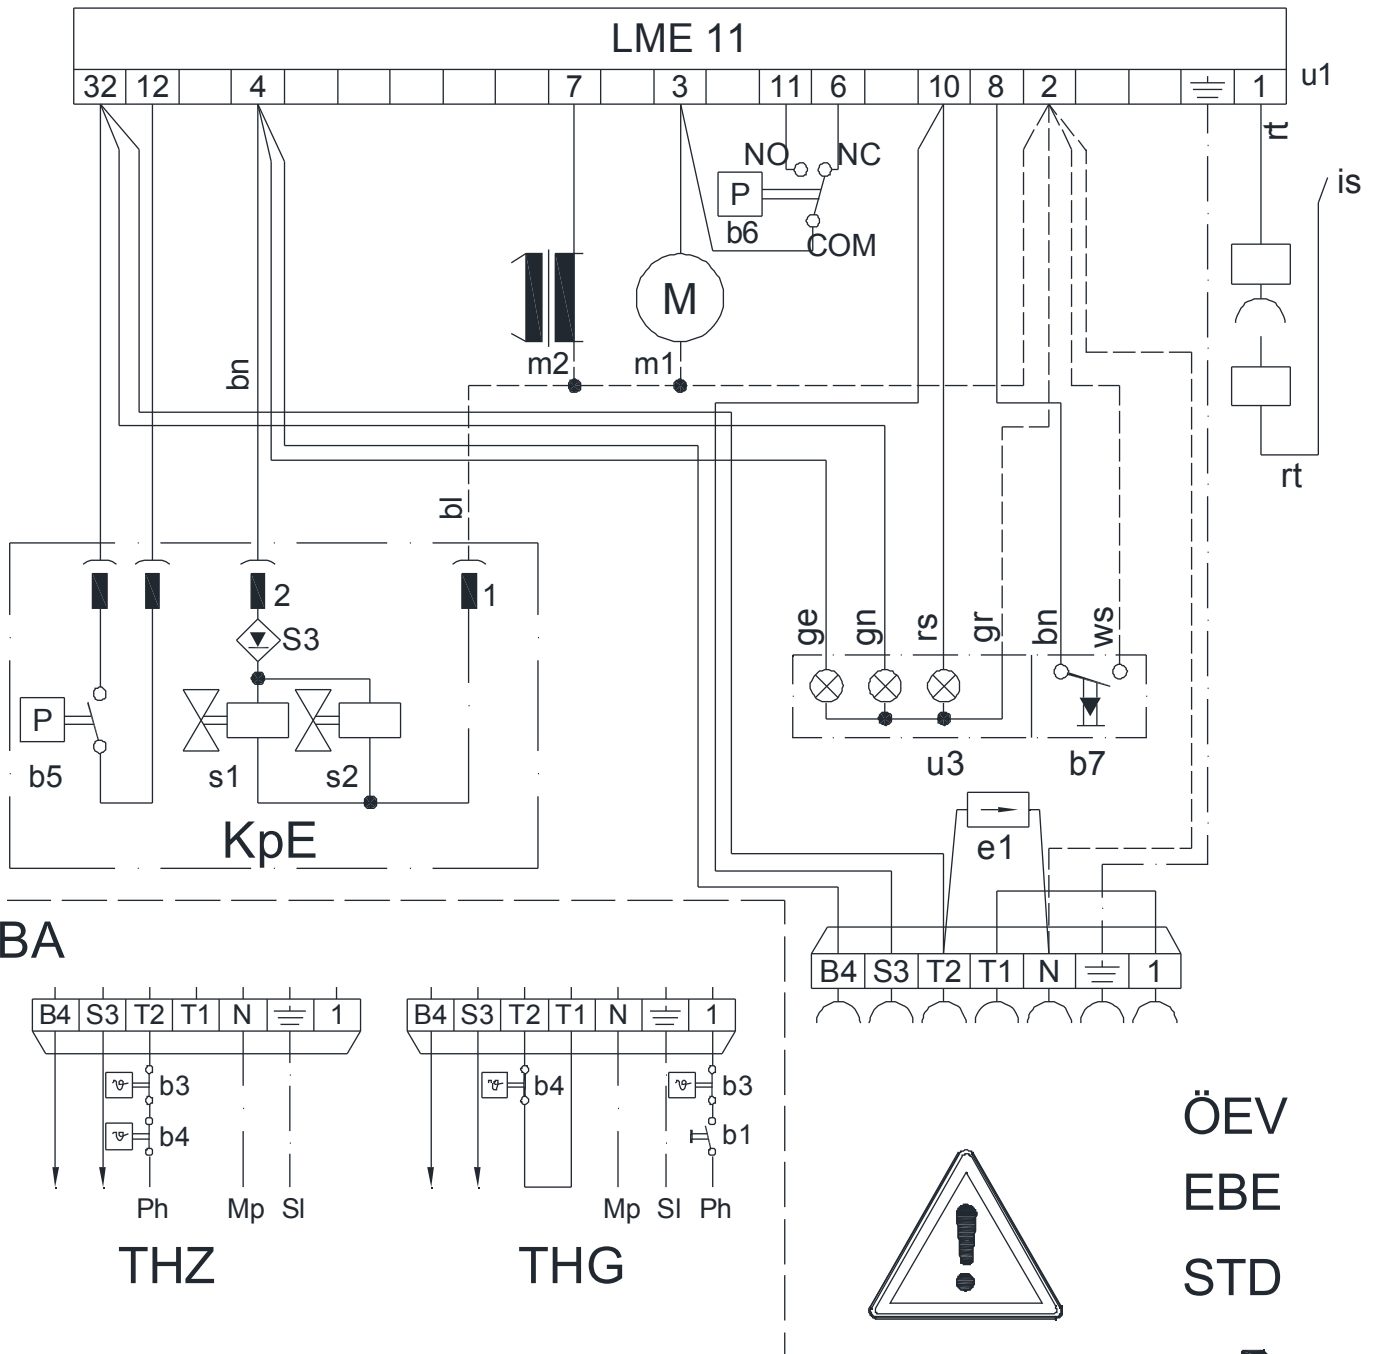 LME 11
32 12 4 7 3 11 6 10 8 2 1 u1
rt
NO NC
is
P
b6
COM
M
m2 m1
bn
rt
bl
2 1
S3
ge gn rs gr bn ws
P
b5 s1 s2
u3 b7
KpE
e1
BA
B4 S3 T2 T1 N 1
B4 S3 T2 T1 N 1
B4 S3 T2 T1 N 1
b3 b4 b3
b4 b1
Ph Mp Sl Mp Sl Ph
THZ THG
ÖEV
EBE
STD